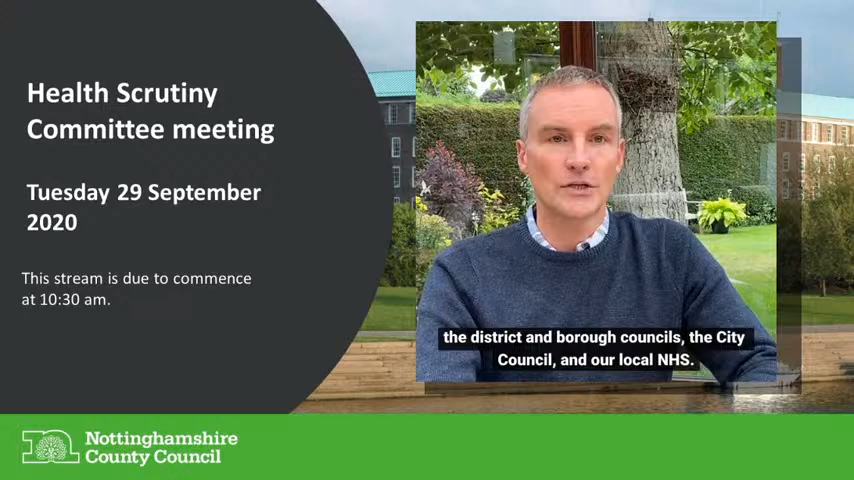 Health Scrutiny
Committee meeting
Tuesday 29 September
2020
This stream is due to commence
at 10:30 am.
the district and borough councils, the City
Council, and our local NHS.
Nottinghamshire
County Council